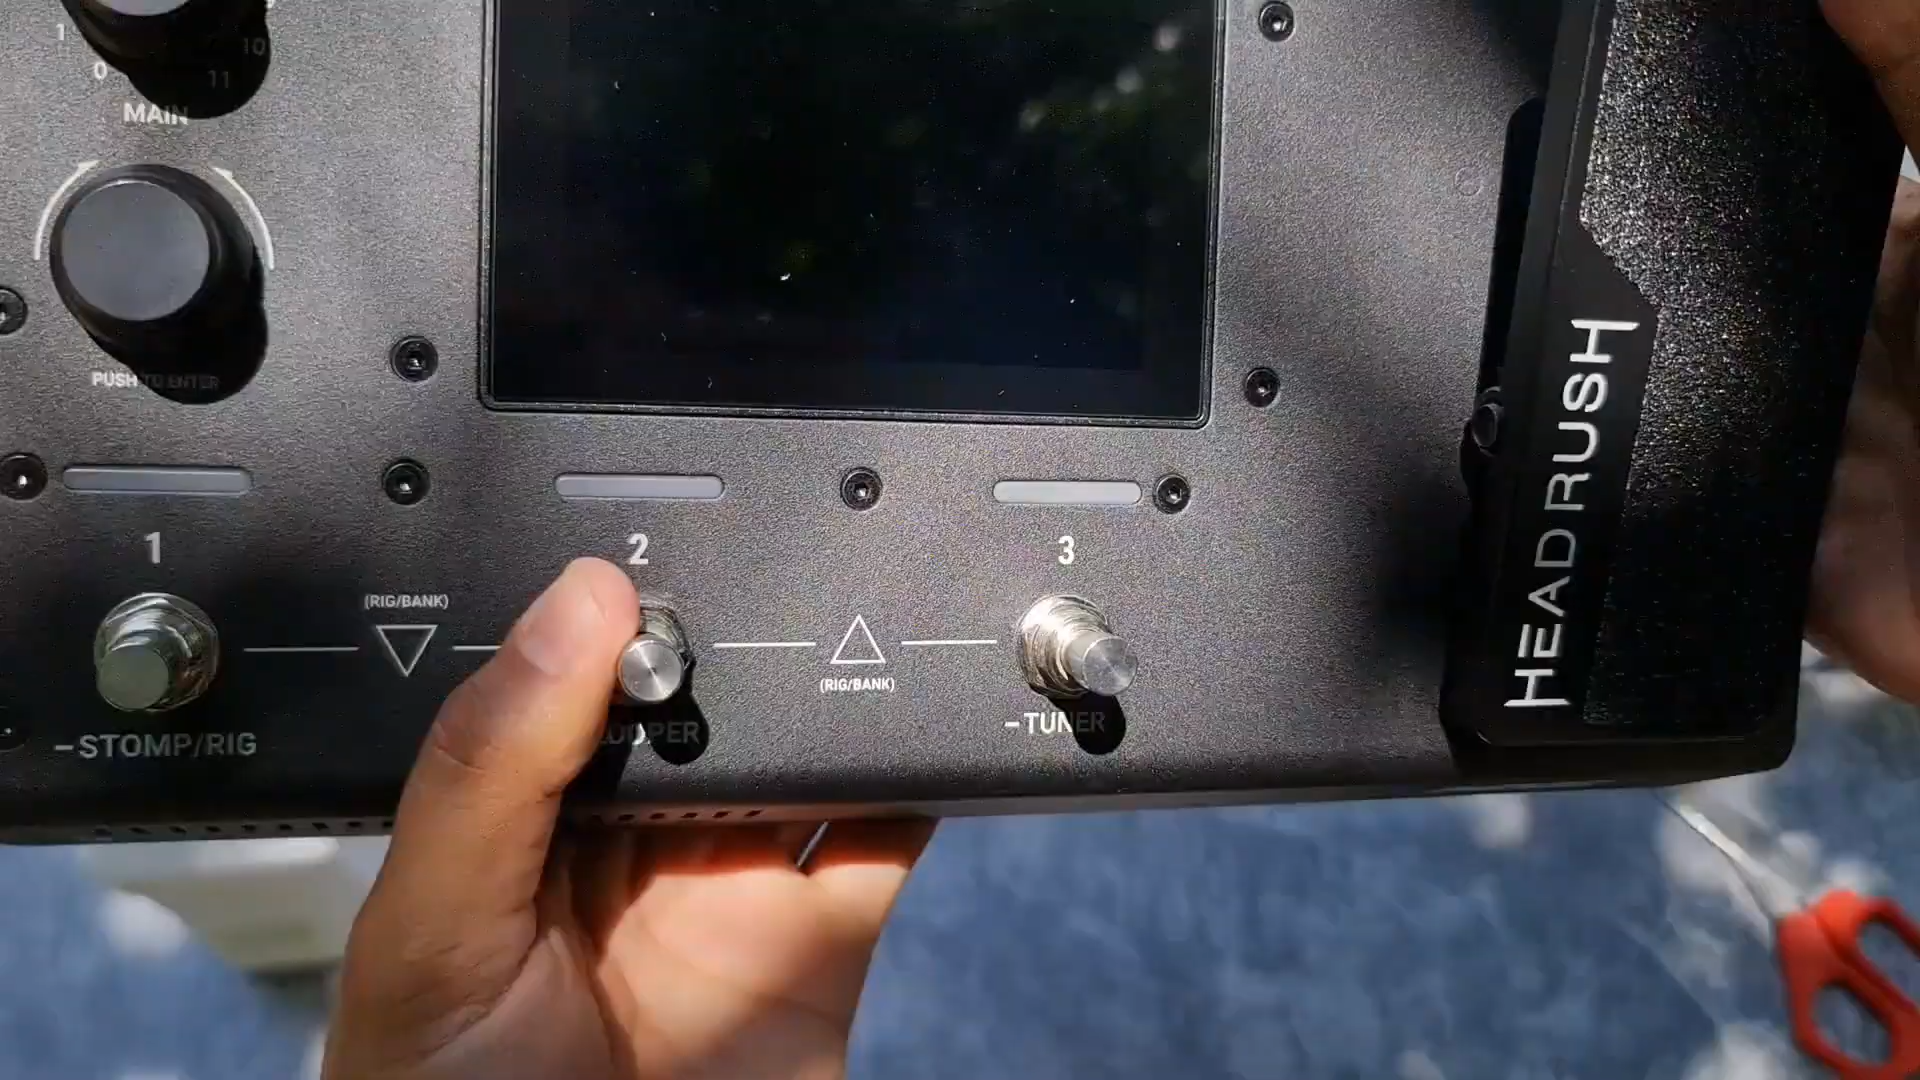 1
10
0
11
MAIN
PUSH TO ENTER
1
2
3
(RIG/BANK)
(RIG/BANK)
–STOMP/RIG
LOOPER
–TUNER
HEADRUSH